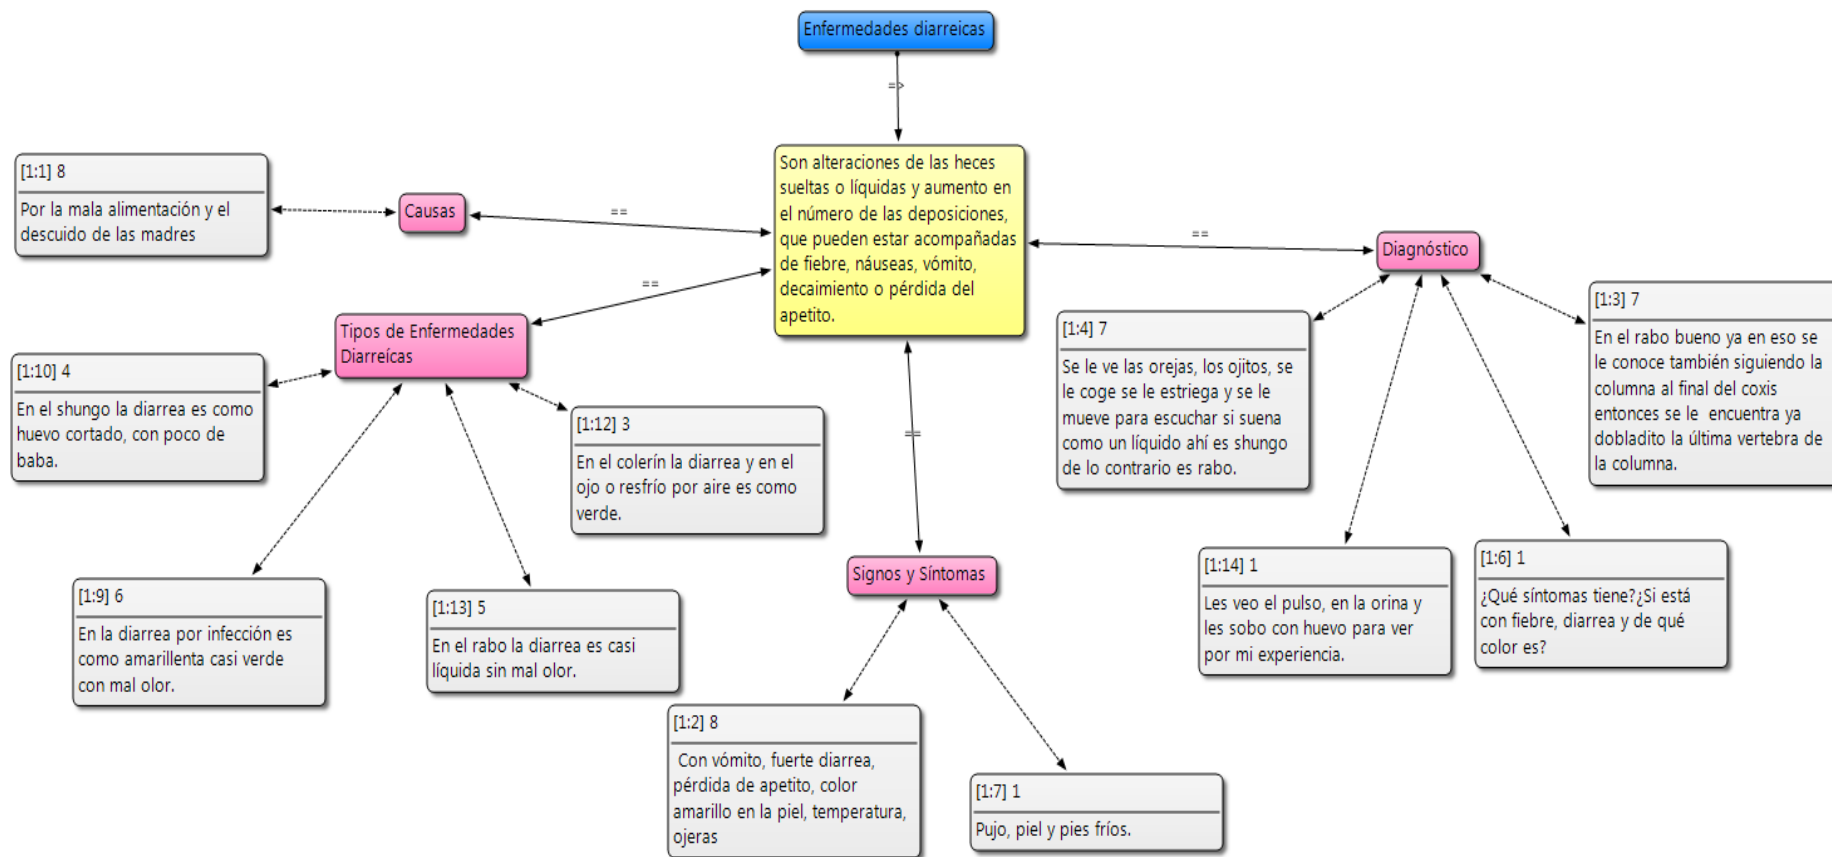 Enfermedades diarreicas
=>
Son alteraciones de las heces
sueltas o líquidas y aumento en
el número de las deposiciones,
que pueden estar acompañadas
de fiebre, náuseas, vómito,
decaimiento o pérdida del
apetito.
==
Causas
[1:1] 8
Por la mala alimentación y el
descuido de las madres
==
Tipos de Enfermedades
Diarreícas
[1:10] 4
En el shungo la diarrea es como
huevo cortado, con poco de
baba.
[1:9] 6
En la diarrea por infección es
como amarillenta casi verde
con mal olor.
[1:13] 5
En el rabo la diarrea es casi
líquida sin mal olor.
[1:12] 3
En el colerín la diarrea y en el
ojo o resfrío por aire es como
verde.
==
Signos y Síntomas
[1:2] 8
Con vómito, fuerte diarrea,
pérdida de apetito, color
amarillo en la piel, temperatura,
ojeras
[1:7] 1
Pujo, piel y pies fríos.
==
Diagnóstico
[1:4] 7
Se le ve las orejas, los ojitos, se
le coge se le estriega y se le
mueve para escuchar si suena
como un líquido ahí es shungo
de lo contrario es rabo.
[1:14] 1
Les veo el pulso, en la orina y
les sobo con huevo para ver
por mi experiencia.
[1:6] 1
¿Qué síntomas tiene?¿Si está
con fiebre, diarrea y de qué
color es?
[1:3] 7
En el rabo bueno ya en eso se
le conoce también siguiendo la
columna al final del coxis
entonces se le encuentra ya
dobladito la última vertebra de
la columna.